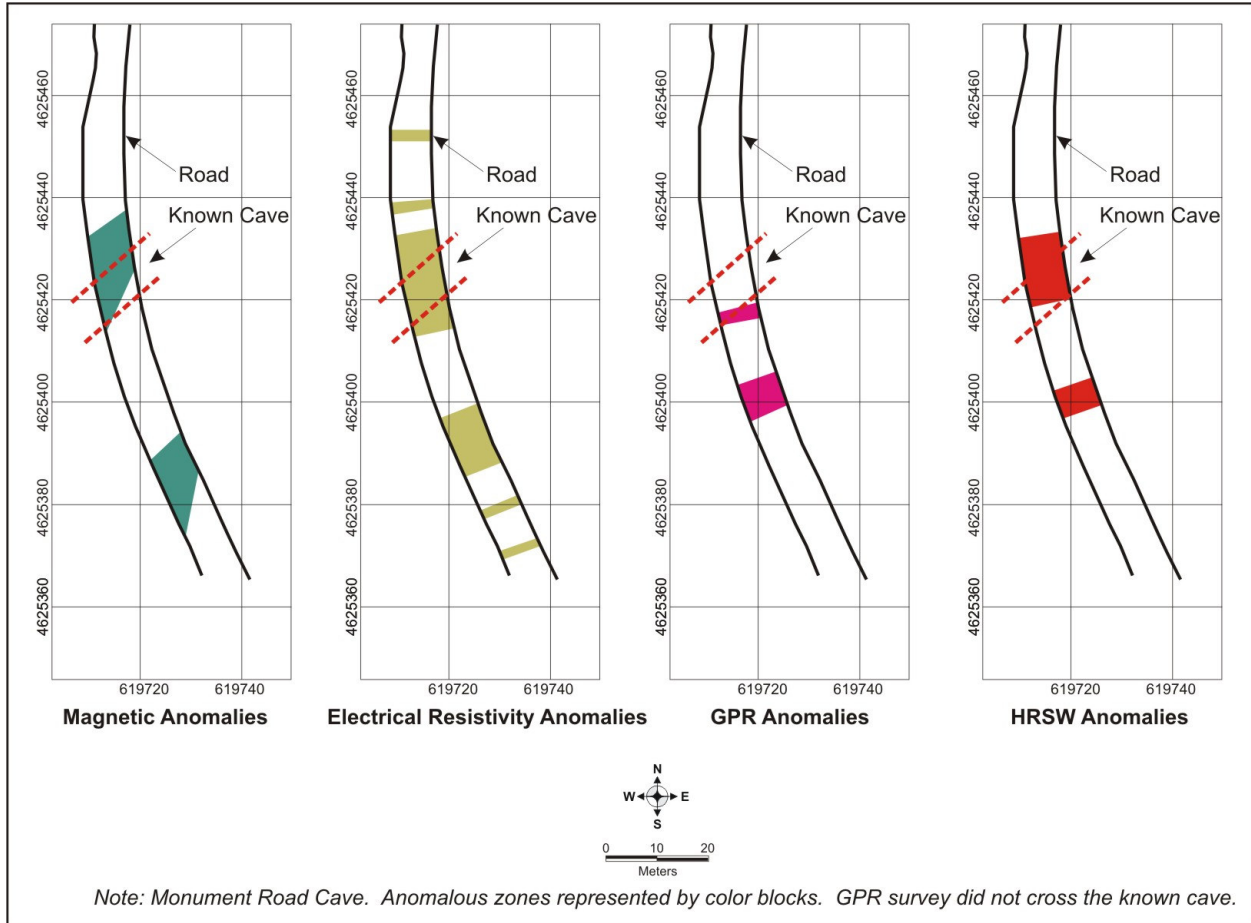 4625460
4625440
4625420
4625400
4625380
4625360
Road
Known Cave
619720 619740
Magnetic Anomalies
4625460
4625440
4625420
4625400
4625380
4625360
Road
Known Cave
619720 619740
Electrical Resistivity Anomalies
4625460
4625440
4625420
4625400
4625380
4625360
Road
Known Cave
619720 619740
GPR Anomalies
4625460
4625440
4625420
4625400
4625380
4625360
Road
Known Cave
619720 619740
HRSW Anomalies
N
W E
S
0 10 20
Meters
Note: Monument Road Cave. Anomalous zones represented by color blocks. GPR survey did not cross the known cave.